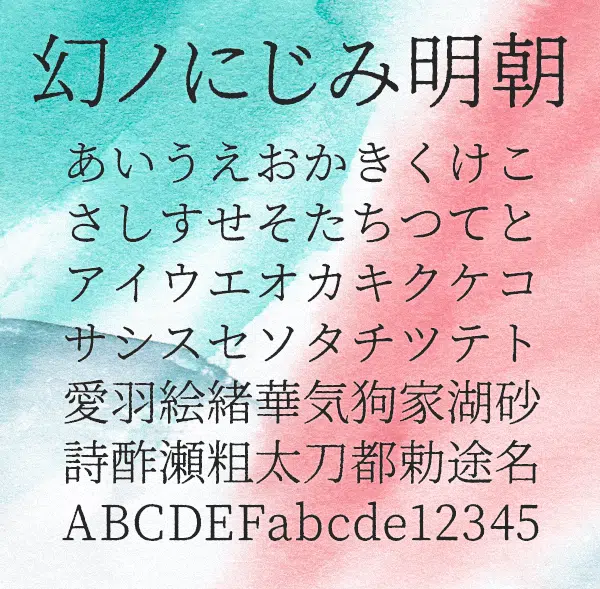 幻ノにじみ明朝
あいうえおかきくけこ
さしすせそたちつてと
アイウエオカキクケコ
サシスセソタチツテト
愛羽絵緒華気狗家湖砂
詩酢瀬粗太刀都勅途名
ABCDEFabcde12345